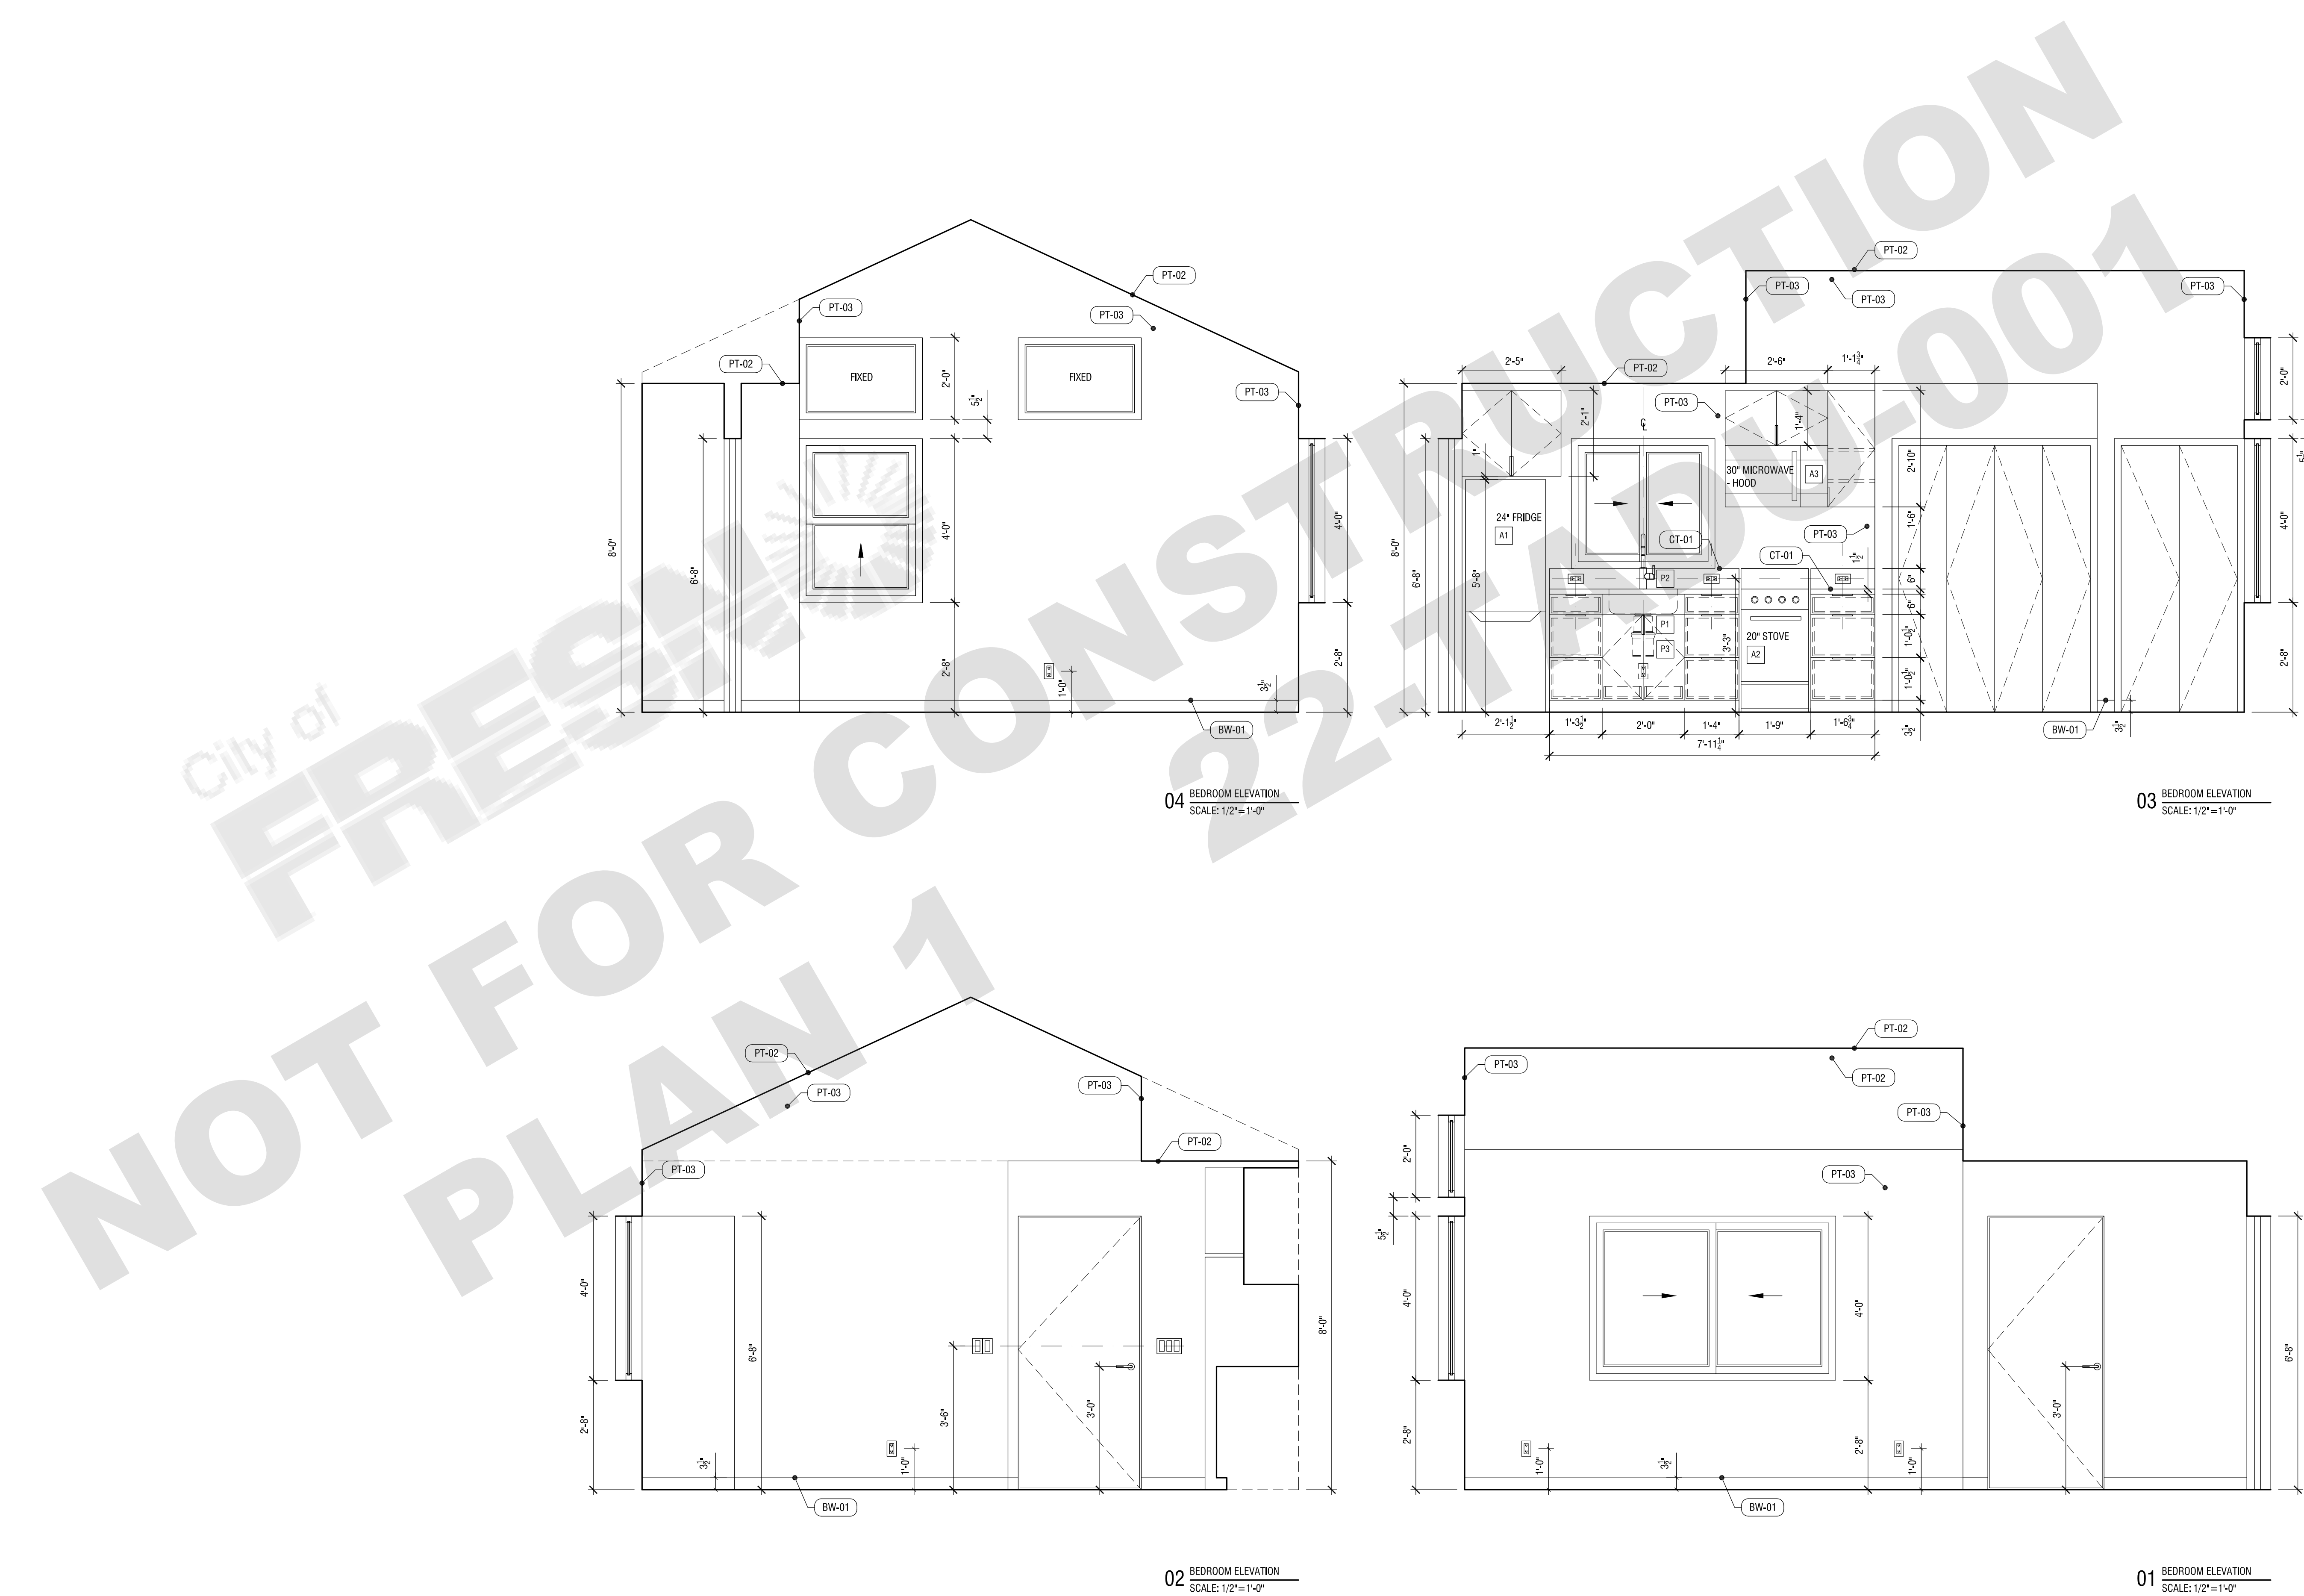 City of
FRESNO
NOT FOR CONSTRUCTION
PLAN 1
22-TADU-001
PT-02
PT-03
PT-03
PT-02
PT-03
FIXED
FIXED
2'-0"
5½"
8'-0"
6'-8"
4'-0"
4'-0"
2'-8"
2'-8"
1'-0"
3½"
BW-01
04 BEDROOM ELEVATION
SCALE: 1/2"=1'-0"
PT-02
PT-03
PT-03
PT-03
2'-5"
PT-02
2'-6"
1'-1¾"
2'-0"
PT-03
2'-1"
1'-4"
1"
30" MICROWAVE
- HOOD
A3
2'-10"
5½"
24" FRIDGE
A1
CT-01
PT-03
1'-6"
8'-0"
6'-8"
5'-8"
CT-01
1½"
4'-0"
P2
6"
6"
P1
20" STOVE
A2
P3
3'-3"
1'-0½"
1'-0½"
2'-8"
2'-1½"
1'-3½"
2'-0"
1'-4"
1'-9"
1'-6¾"
3½"
3½"
BW-01
7'-11¼"
03 BEDROOM ELEVATION
SCALE: 1/2"=1'-0"
PT-02
PT-03
PT-03
PT-02
PT-03
4'-0"
6'-8"
8'-0"
2'-8"
3'-6"
3'-0"
3½"
1'-0"
BW-01
02 BEDROOM ELEVATION
SCALE: 1/2"=1'-0"
PT-02
PT-03
PT-02
PT-03
2'-0"
PT-03
5½"
4'-0"
4'-0"
6'-8"
2'-8"
2'-8"
3'-0"
1'-0"
3½"
1'-0"
BW-01
01 BEDROOM ELEVATION
SCALE: 1/2"=1'-0"